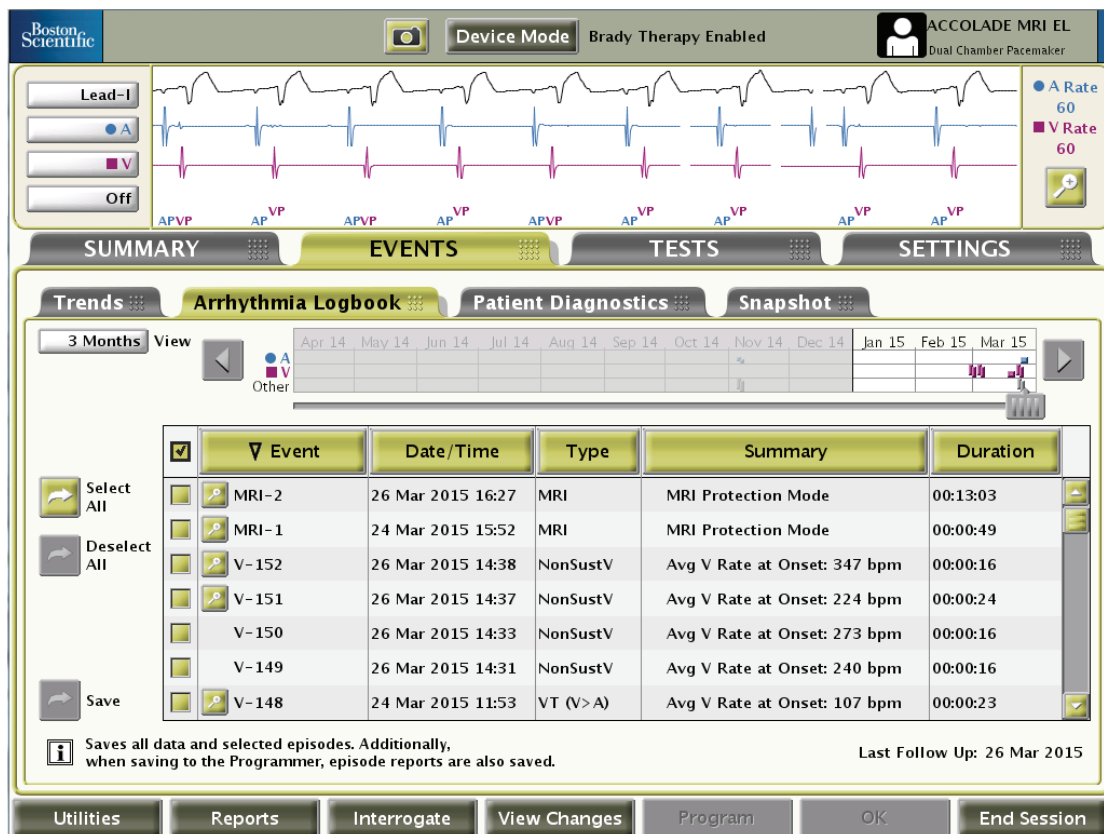 Boston
Scientific
Device Mode
Brady Therapy Enabled
ACCOLADE MRI EL
Dual Chamber Pacemaker
Lead-I
A
V
Off
A Rate
60
V Rate
60
APVP AP VP APVP AP VP APVP AP VP AP VP AP VP AP VP
SUMMARY EVENTS TESTS SETTINGS
Trends Arrhythmia Logbook Patient Diagnostics Snapshot
3 Months View
Apr 14 May 14 Jun 14 Jul 14 Aug 14 Sep 14 Oct 14 Nov 14 Dec 14 Jan 15 Feb 15 Mar 15
A
V
Other
Event Date/Time Type Summary Duration
Select
All
Deselect
All
Save
MRI-2 26 Mar 2015 16:27 MRI MRI Protection Mode 00:13:03
MRI-1 24 Mar 2015 15:52 MRI MRI Protection Mode 00:00:49
V-152 26 Mar 2015 14:38 NonSustV Avg V Rate at Onset: 347 bpm 00:00:16
V-151 26 Mar 2015 14:37 NonSustV Avg V Rate at Onset: 224 bpm 00:00:24
V-150 26 Mar 2015 14:33 NonSustV Avg V Rate at Onset: 273 bpm 00:00:16
V-149 26 Mar 2015 14:31 NonSustV Avg V Rate at Onset: 240 bpm 00:00:16
V-148 24 Mar 2015 11:53 VT (V>A) Avg V Rate at Onset: 107 bpm 00:00:23
i
Saves all data and selected episodes. Additionally,
when saving to the Programmer, episode reports are also saved.
Last Follow Up: 26 Mar 2015
Utilities Reports Interrogate View Changes Program OK End Session